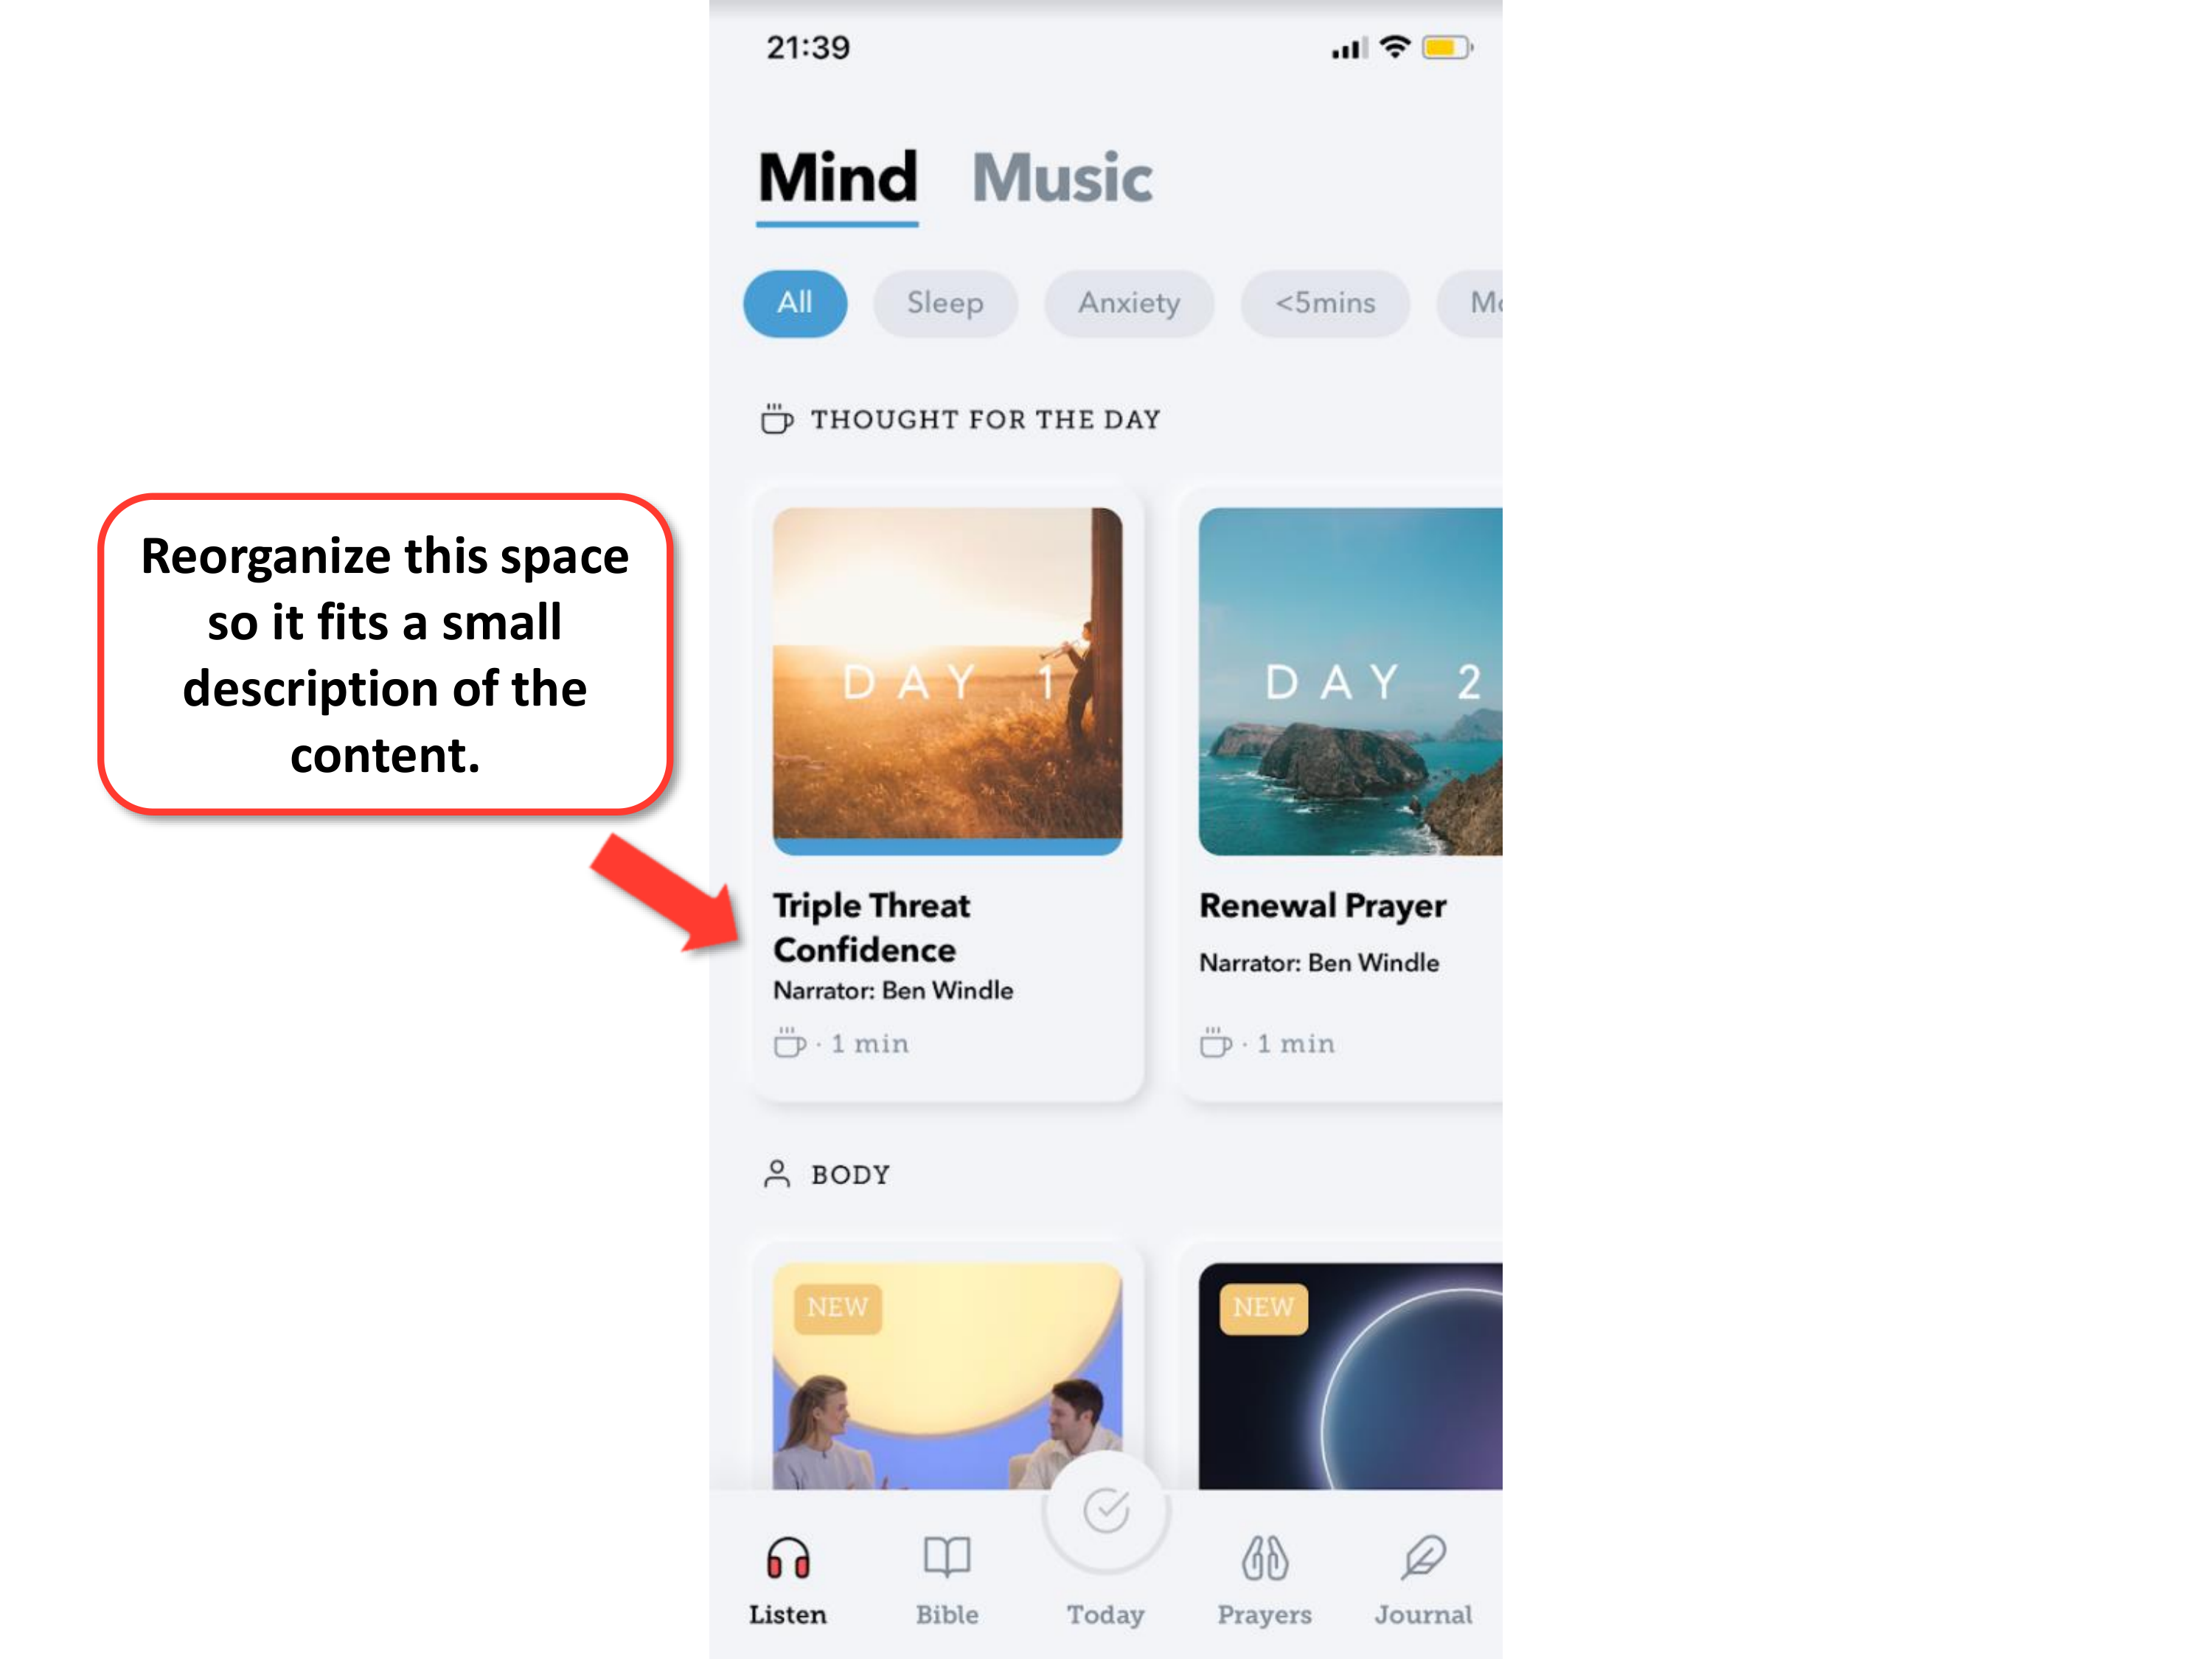 21:39
Mind Music
All Sleep Anxiety <5mins
THOUGHT FOR THE DAY
Reorganize this space
so it fits a small
description of the
content.
DAY 1
DAY 2
Triple Threat
Confidence
Narrator: Ben Windle
· 1 min
Renewal Prayer
Narrator: Ben Windle
· 1 min
BODY
NEW
NEW
Listen Bible Today Prayers Journal